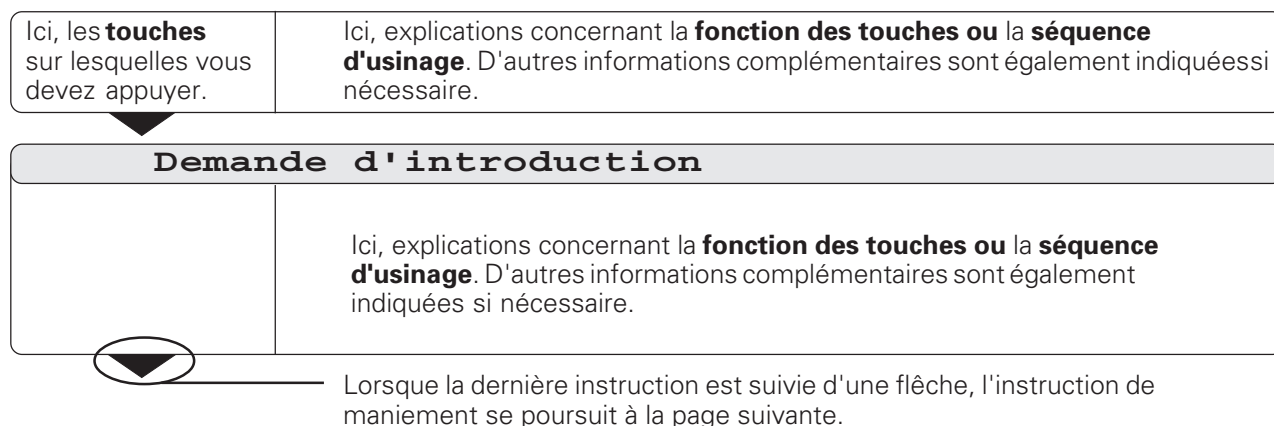 Ici, les touches
sur lesquelles vous
devez appuyer.
Ici, explications concernant la fonction des touches ou la séquence
d'usinage. D'autres informations complémentaires sont également indiquéessi
nécessaire.
Demande d'introduction
Ici, explications concernant la fonction des touches ou la séquence
d'usinage. D'autres informations complémentaires sont également
indiquées si nécessaire.
Lorsque la dernière instruction est suivie d'une flêche, l'instruction de
maniement se poursuit à la page suivante.